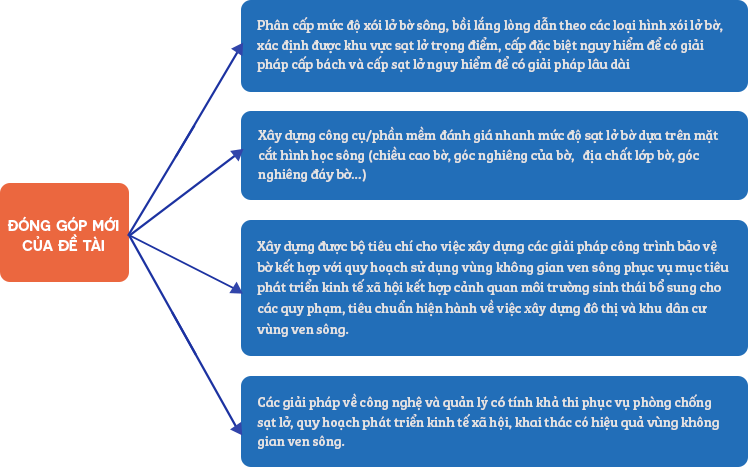 ĐÓNG GÓP MỚI
CỦA ĐỀ TÀI
Phân cấp mức độ xói lở bờ sông, bồi lắng lòng dẫn theo các loại hình xói lở bờ,
xác định được khu vực sạt lở trọng điểm, cấp đặc biệt nguy hiểm để có giải
pháp cấp bách và cấp sạt lở nguy hiểm để có giải pháp lâu dài
Xây dựng công cụ/phần mềm đánh giá nhanh mức độ sạt lở bờ dựa trên mặt
cắt hình học sông (chiều cao bờ, góc nghiêng của bờ, địa chất lớp bờ, góc
nghiêng đáy bờ...)
Xây dựng được bộ tiêu chí cho việc xây dựng các giải pháp công trình bảo vệ
bờ kết hợp với quy hoạch sử dụng vùng không gian ven sông phục vụ mục tiêu
phát triển kinh tế xã hội kết hợp cảnh quan môi trường sinh thái bổ sung cho
các quy phạm, tiêu chuẩn hiện hành về việc xây dựng đô thị và khu dân cư
vùng ven sông.
Các giải pháp về công nghệ và quản lý có tính khả thi phục vụ phòng chống
sạt lở, quy hoạch phát triển kinh tế xã hội, khai thác có hiệu quả vùng không
gian ven sông.